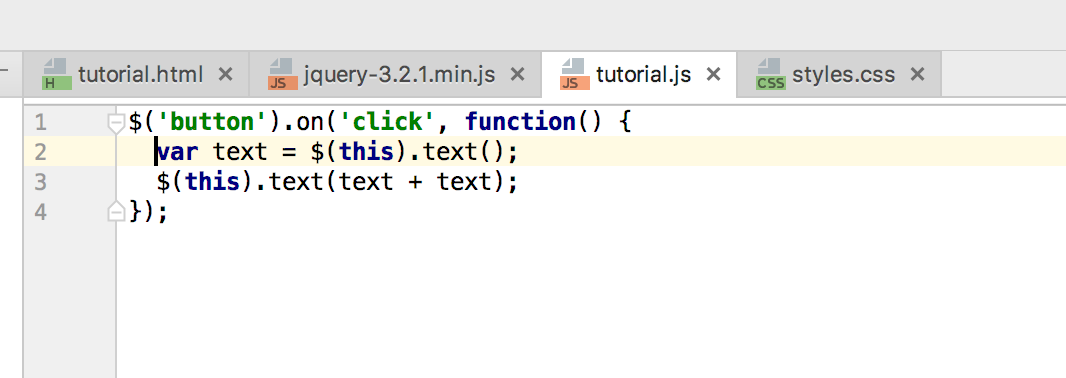 tutorial.html jquery-3.2.1.min.js tutorial.js styles.css
H JS JS CSS
1 $('button').on('click', function() {
2 var text = $(this).text();
3 $(this).text(text + text);
4 });